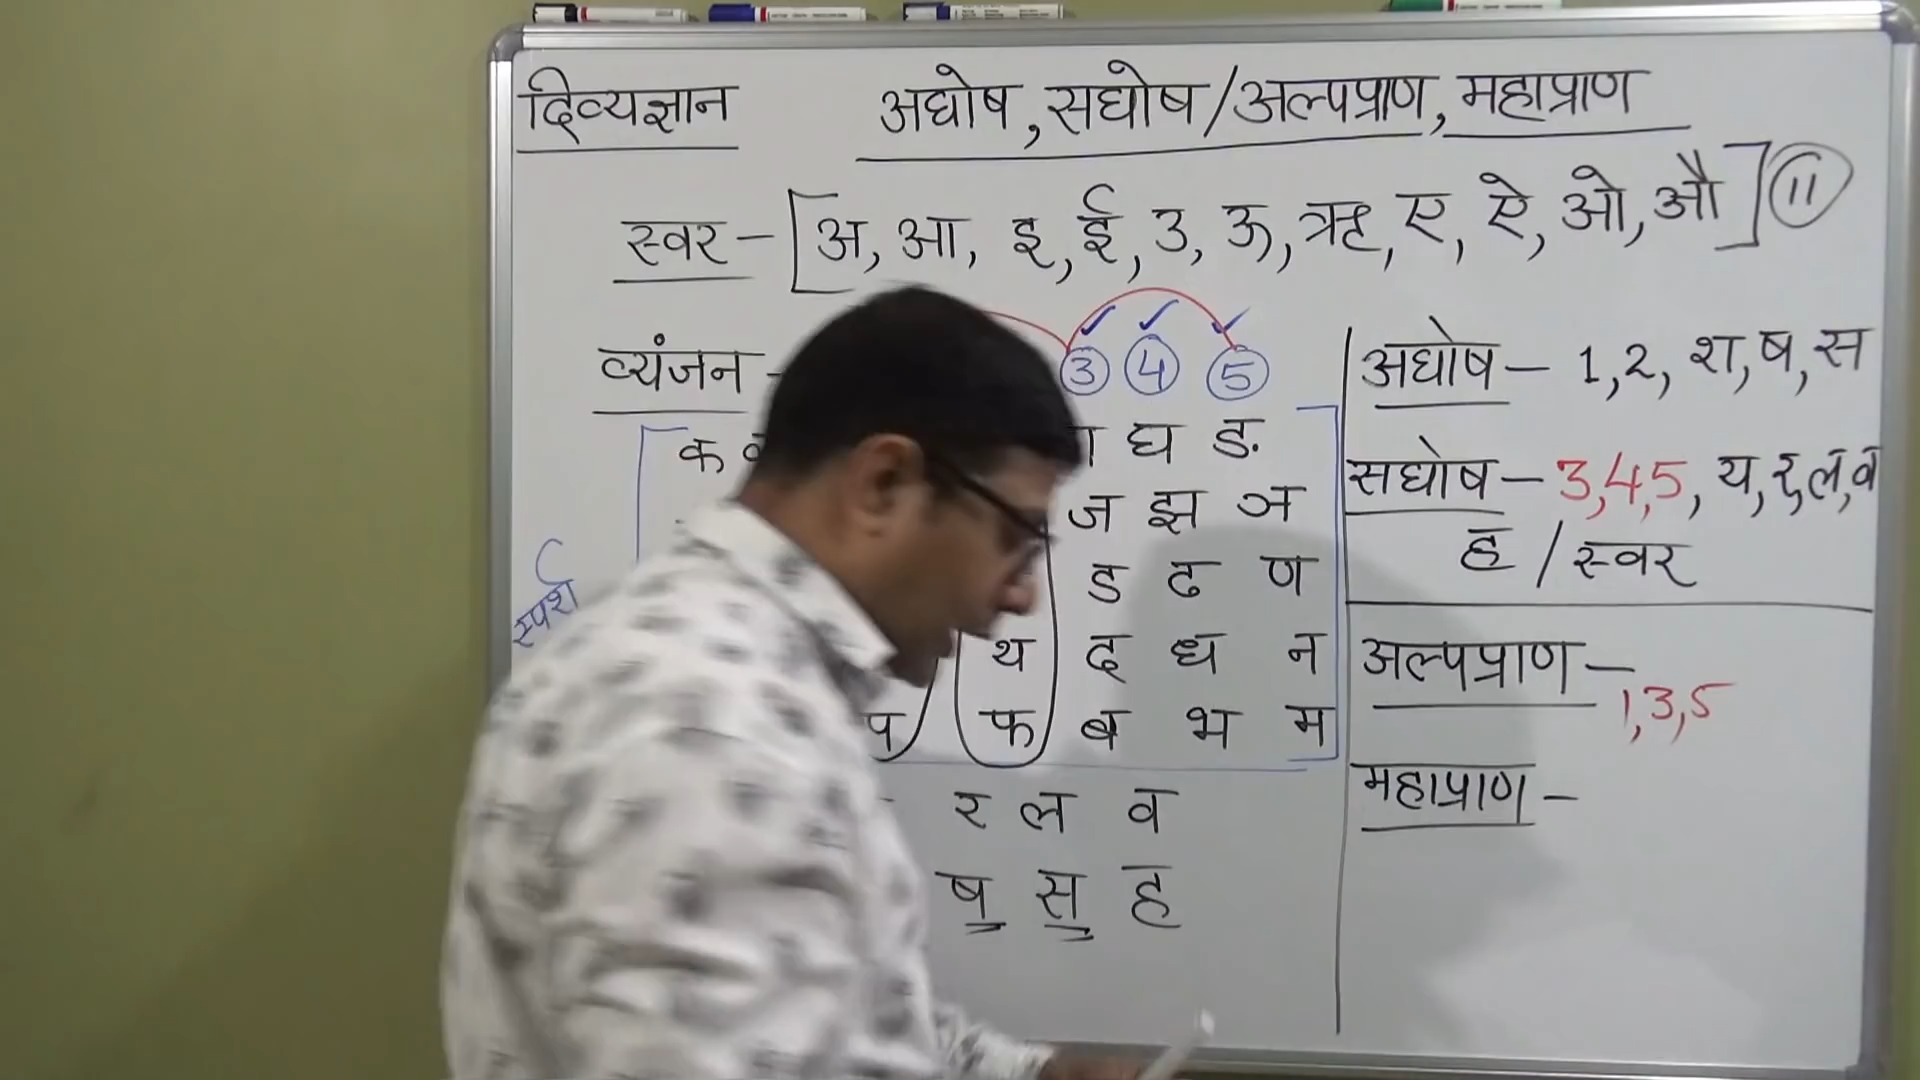 दिव्यज्ञान
अघोष, सघोष/अल्पप्राण, महाप्राण
स्वर - [अ, आ, इ, ई, उ, ऊ, ऋ, ए, ऐ, ओ, औ] 11
व्यंजन - 3 4 5
क घ ङ
ज झ ञ
ड ढ ण
थ द ध न
प फ ब भ म
र ल व
ष स ह
स्पर्श
अघोष - 1, 2, श, ष, स
सघोष - 3,4,5, य, र, ल, व
ह / स्वर
अल्पप्राण -
1,3,5
महाप्राण -